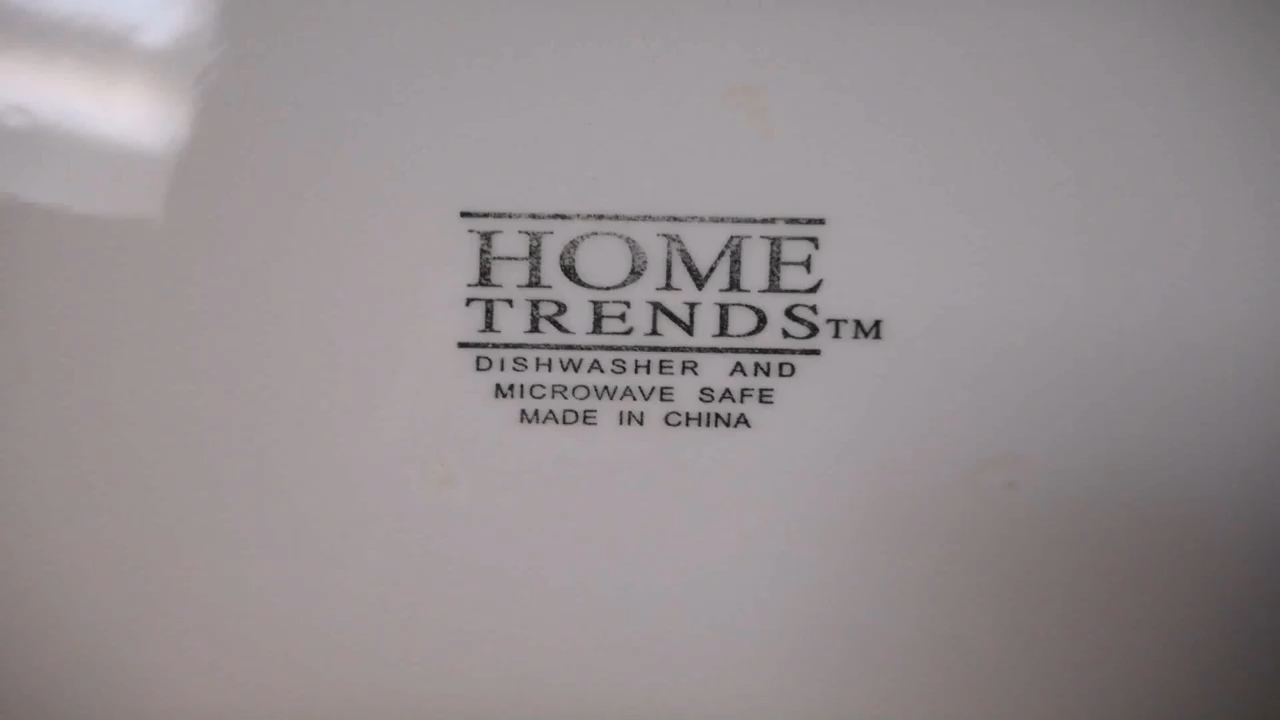 HOME
TRENDS™
DISHWASHER AND
MICROWAVE SAFE
MADE IN CHINA